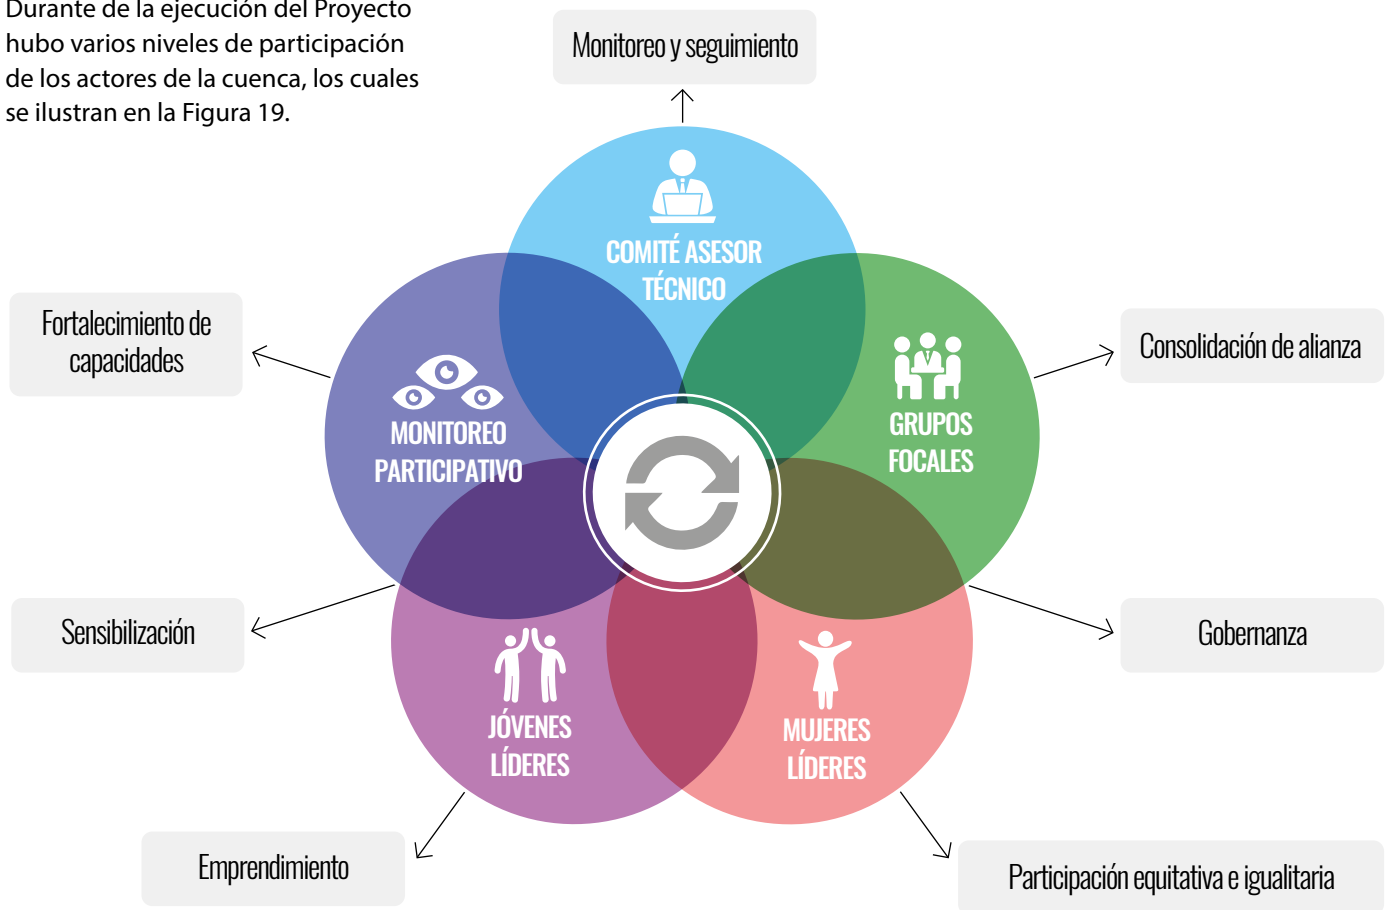 Durante de la ejecución del Proyecto
hubo varios niveles de participación
de los actores de la cuenca, los cuales
se ilustran en la Figura 19.
Monitoreo y seguimiento
COMITÉ ASESOR
TÉCNICO
Fortalecimiento de
capacidades
MONITOREO
PARTICIPATIVO
GRUPOS
FOCALES
Consolidación de alianza
Sensibilización
Gobernanza
JÓVENES
LÍDERES
MUJERES
LÍDERES
Emprendimiento
Participación equitativa e igualitaria